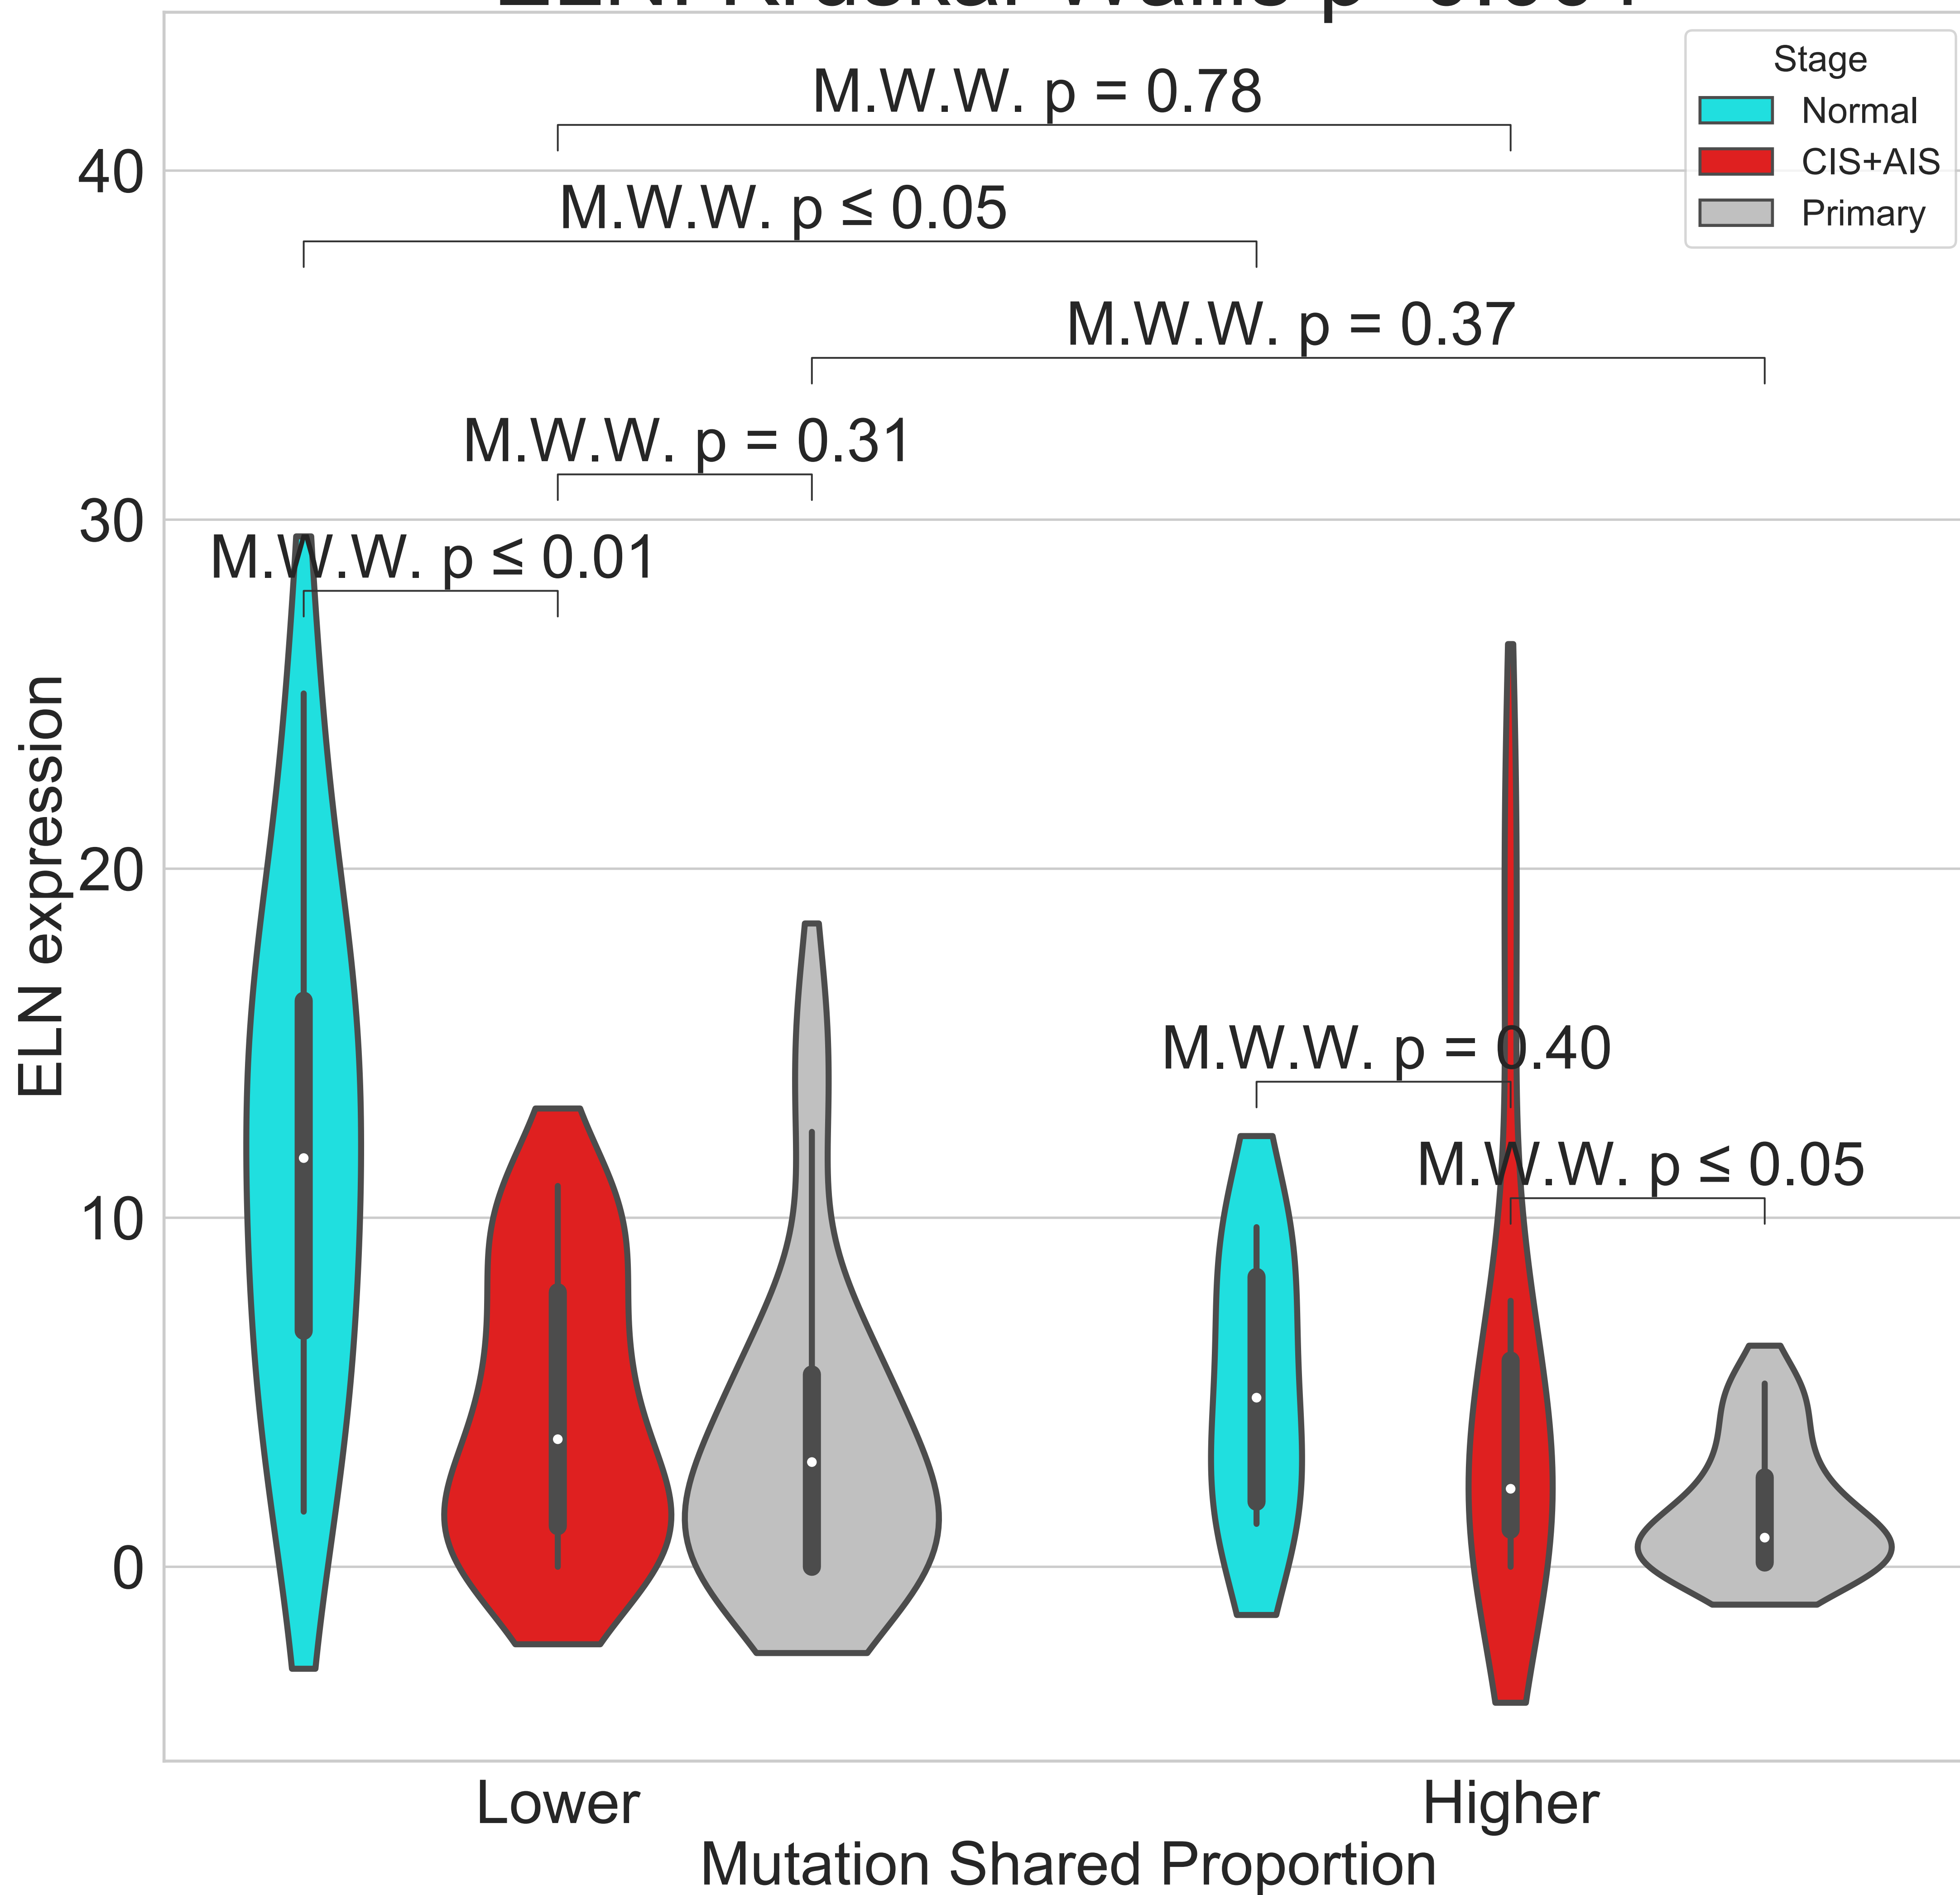 Stage
Normal
CIS+AIS
Primary
M.W.W. p = 0.78
M.W.W. p ≤ 0.05
M.W.W. p = 0.37
M.W.W. p = 0.31
M.W.W. p ≤ 0.01
M.W.W. p = 0.40
M.W.W. p ≤ 0.05
ELN expression
40
30
20
10
0
Lower
Higher
Mutation Shared Proportion